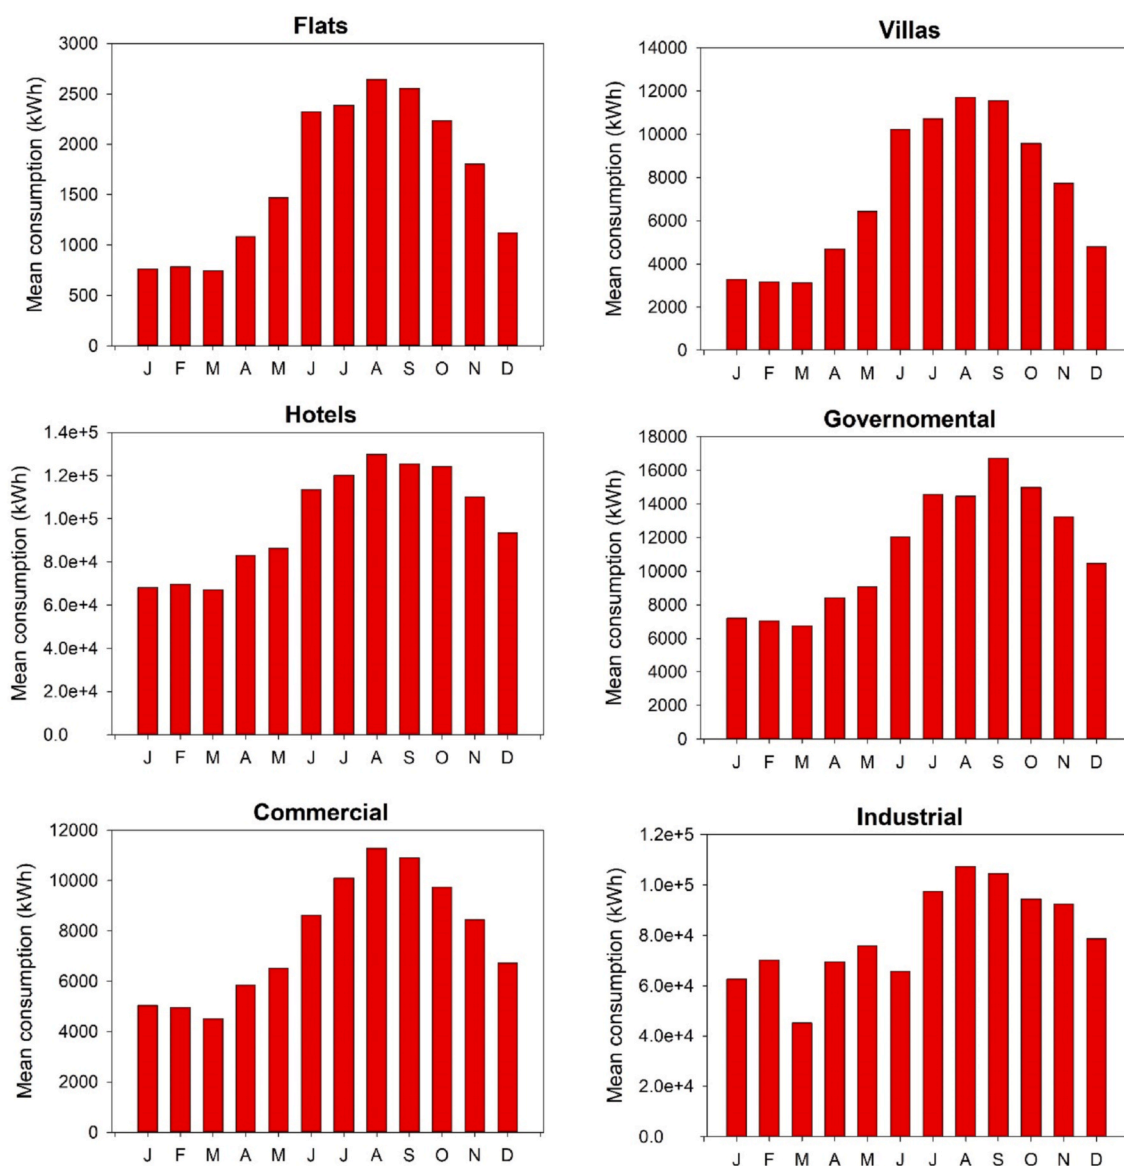 Flats
Mean consumption (kWh)
3000
2500
2000
1500
1000
500
0
J F M A M J J A S O N D
Villas
Mean consumption (kWh)
14000
12000
10000
8000
6000
4000
2000
0
J F M A M J J A S O N D
Hotels
Mean consumption (kWh)
1.4e+5
1.2e+5
1.0e+5
8.0e+4
6.0e+4
4.0e+4
2.0e+4
0.0
J F M A M J J A S O N D
Governomental
Mean consumption (kWh)
18000
16000
14000
12000
10000
8000
6000
4000
2000
0
J F M A M J J A S O N D
Commercial
Mean consumption (kWh)
12000
10000
8000
6000
4000
2000
0
J F M A M J J A S O N D
Industrial
Mean consumption (kWh)
1.2e+5
1.0e+5
8.0e+4
6.0e+4
4.0e+4
2.0e+4
0.0
J F M A M J J A S O N D